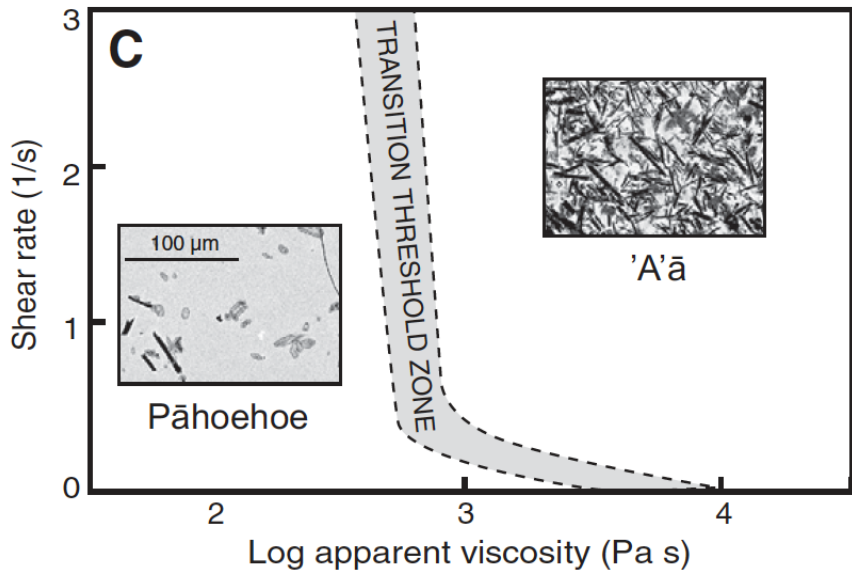 C
3
2
1
0
Shear rate (1/s)
TRANSITION THRESHOLD ZONE
100 µm
Pāhoehoe
’A’ā
2
3
4
Log apparent viscosity (Pa s)